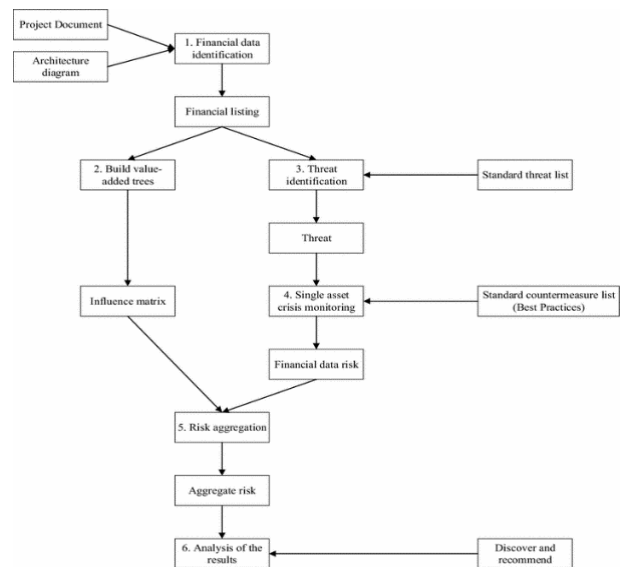 Project Document
1. Financial data
identification
Architecture
diagram
Financial listing
2. Build value-
added trees
3. Threat
identification
Standard threat list
Threat
Influence matrix
4. Single asset
crisis monitoring
Standard countermeasure list
(Best Practices)
Financial data risk
5. Risk aggregation
Aggregate risk
6. Analysis of the
results
Discover and
recommend